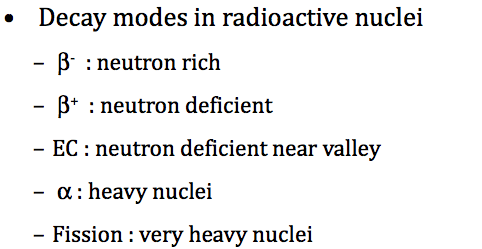 • Decay modes in radioactive nuclei
– β⁻ : neutron rich
– β⁺ : neutron deficient
– EC : neutron deficient near valley
– α : heavy nuclei
– Fission : very heavy nuclei